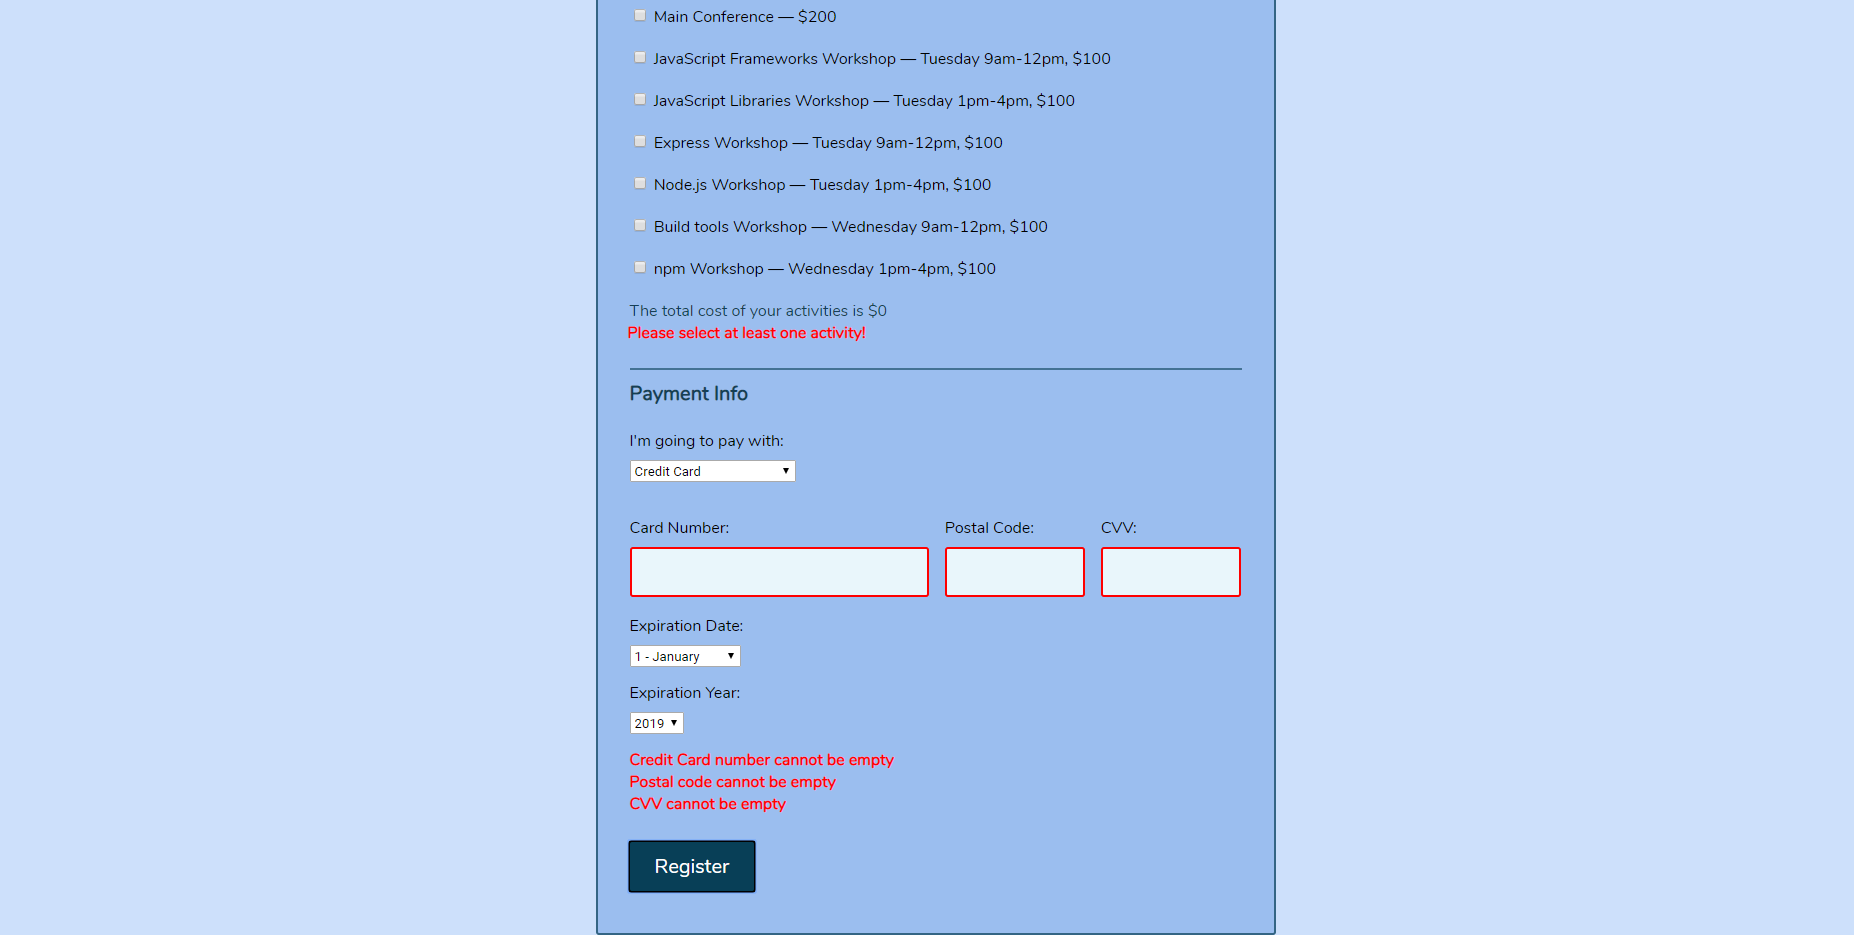 Main Conference — $200
JavaScript Frameworks Workshop — Tuesday 9am-12pm, $100
JavaScript Libraries Workshop — Tuesday 1pm-4pm, $100
Express Workshop — Tuesday 9am-12pm, $100
Node.js Workshop — Tuesday 1pm-4pm, $100
Build tools Workshop — Wednesday 9am-12pm, $100
npm Workshop — Wednesday 1pm-4pm, $100
The total cost of your activities is $0
Please select at least one activity!
Payment Info
I'm going to pay with:
Credit Card
Card Number: Postal Code: CVV:
Expiration Date:
1 - January
Expiration Year:
2019
Credit Card number cannot be empty
Postal code cannot be empty
CVV cannot be empty
Register